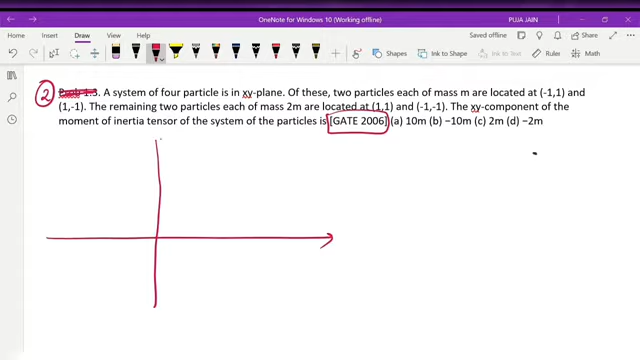 OneNote for Windows 10 (Working offline)
PUJA JAIN
Home Insert Draw View Help Working offline
Ink to Shape Ink to Text Math
2 A system of four particle is in xy-plane. Of these, two particles each of mass m are located at (-1,1) and
(1,-1). The remaining two particles each of mass 2m are located at (1,1) and (-1,-1). The xy-component of the
moment of inertia tensor of the system of the particles is [GATE 2006] (a) 10m (b) −10m (c) 2m (d) −2m